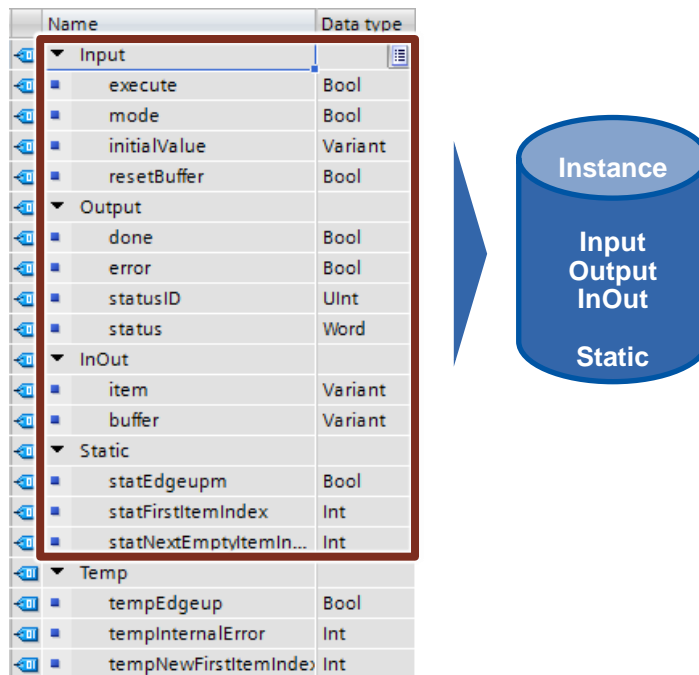 Name Data type
Input
execute Bool
mode Bool
initialValue Variant
resetBuffer Bool
Output
done Bool
error Bool
statusID UInt
status Word
InOut
item Variant
buffer Variant
Static
statEdgeupm Bool
statFirstItemIndex Int
statNextEmptyItemIn... Int
Temp
tempEdgeup Bool
tempInternalError Int
tempNewFirstItemIndex Int
Instance
Input
Output
InOut
Static